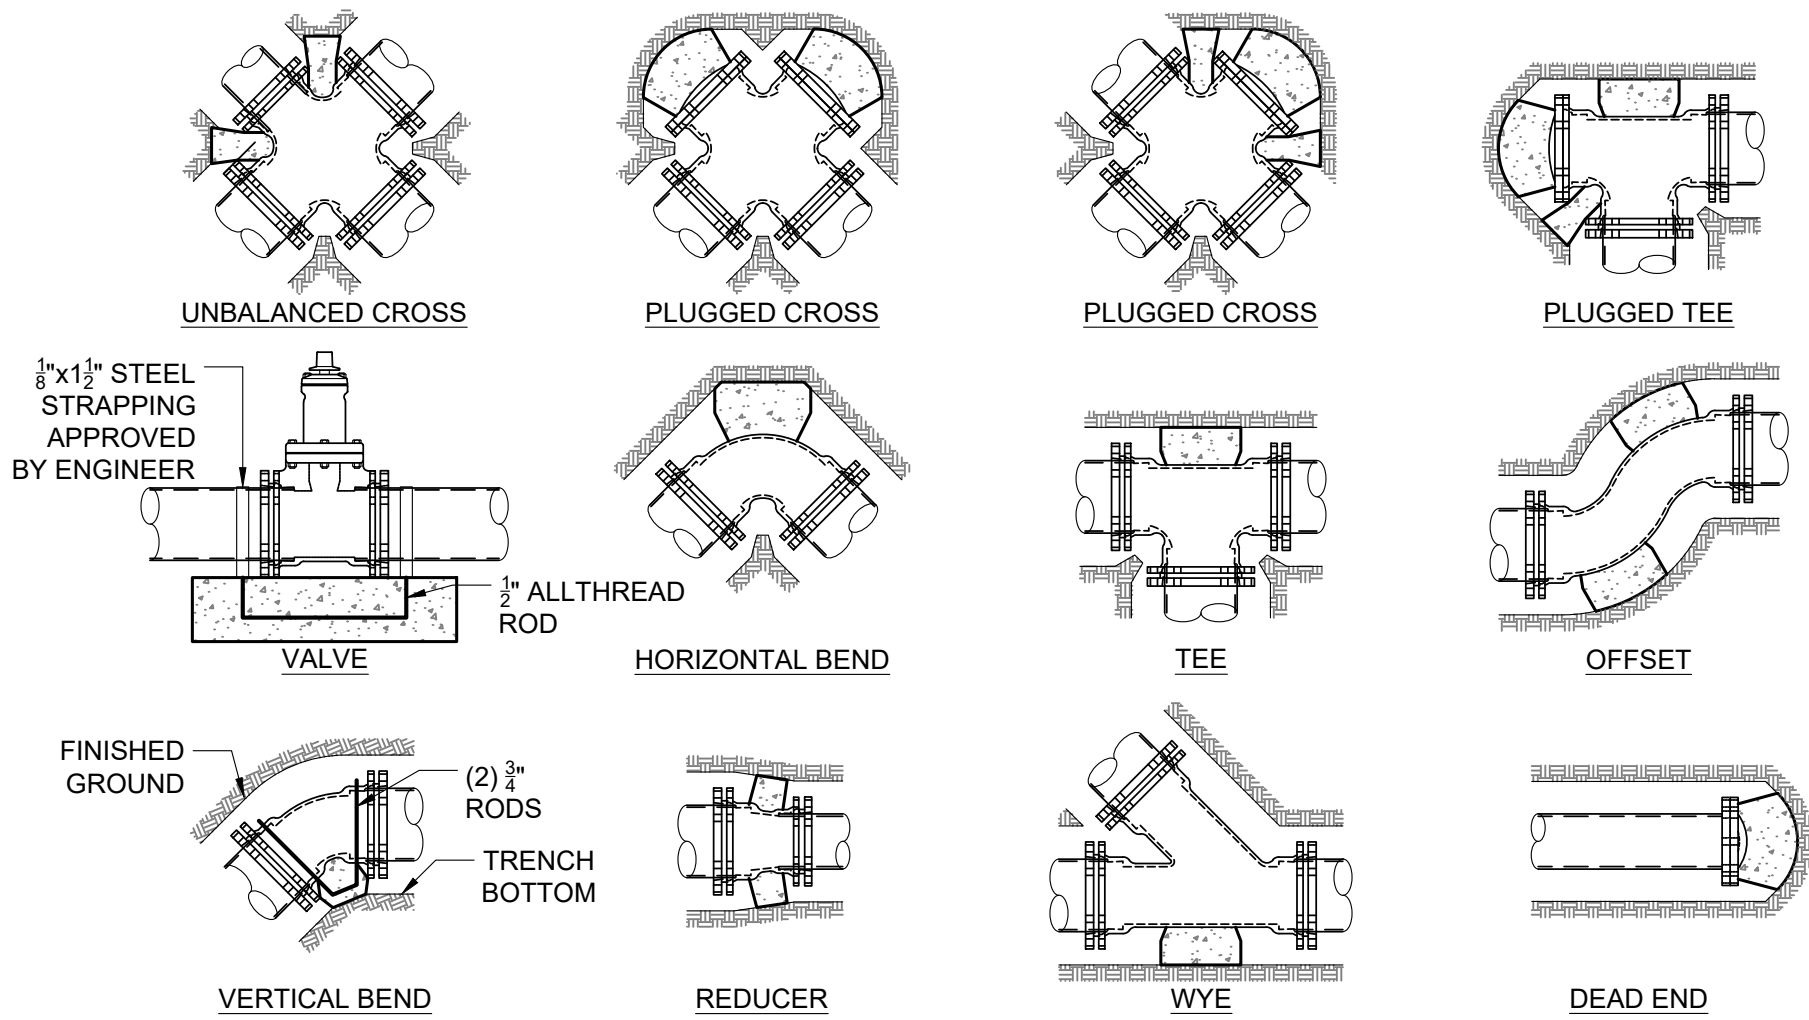 UNBALANCED CROSS
PLUGGED CROSS
PLUGGED CROSS
PLUGGED TEE
1/8"x1 1/2" STEEL
STRAPPING
APPROVED
BY ENGINEER
1/2" ALLTHREAD
ROD
VALVE
HORIZONTAL BEND
TEE
OFFSET
FINISHED
GROUND
(2) 3/4"
RODS
TRENCH
BOTTOM
VERTICAL BEND
REDUCER
WYE
DEAD END